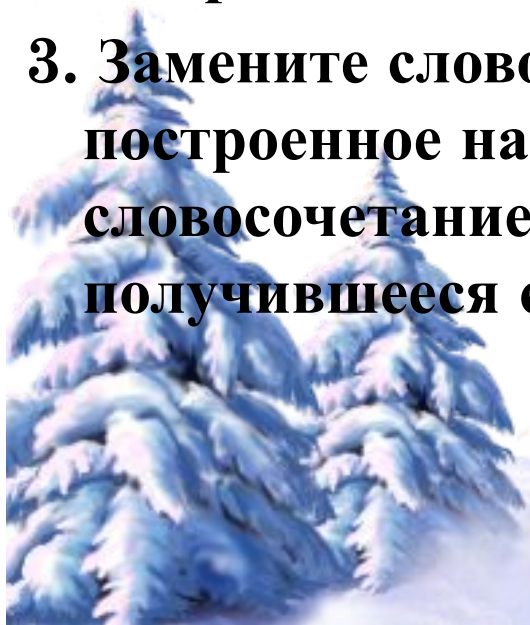 3. Замените слово
построенное на
словосочетание
получившееся с